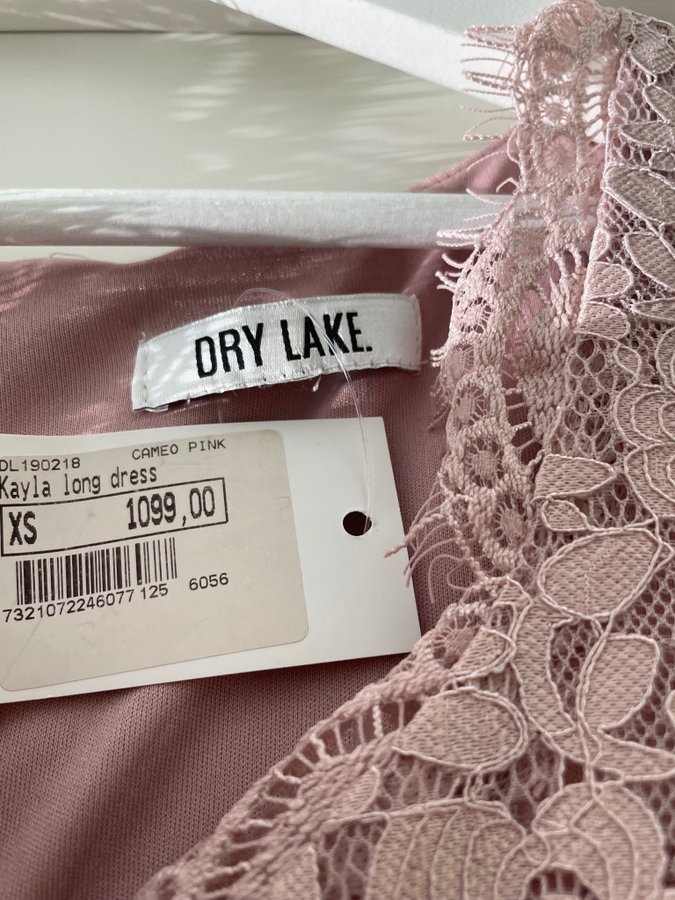 DRY LAKE.
DL190218 CAMEO PINK
Kayla long dress
XS 1099,00
7321072246077 125 6056